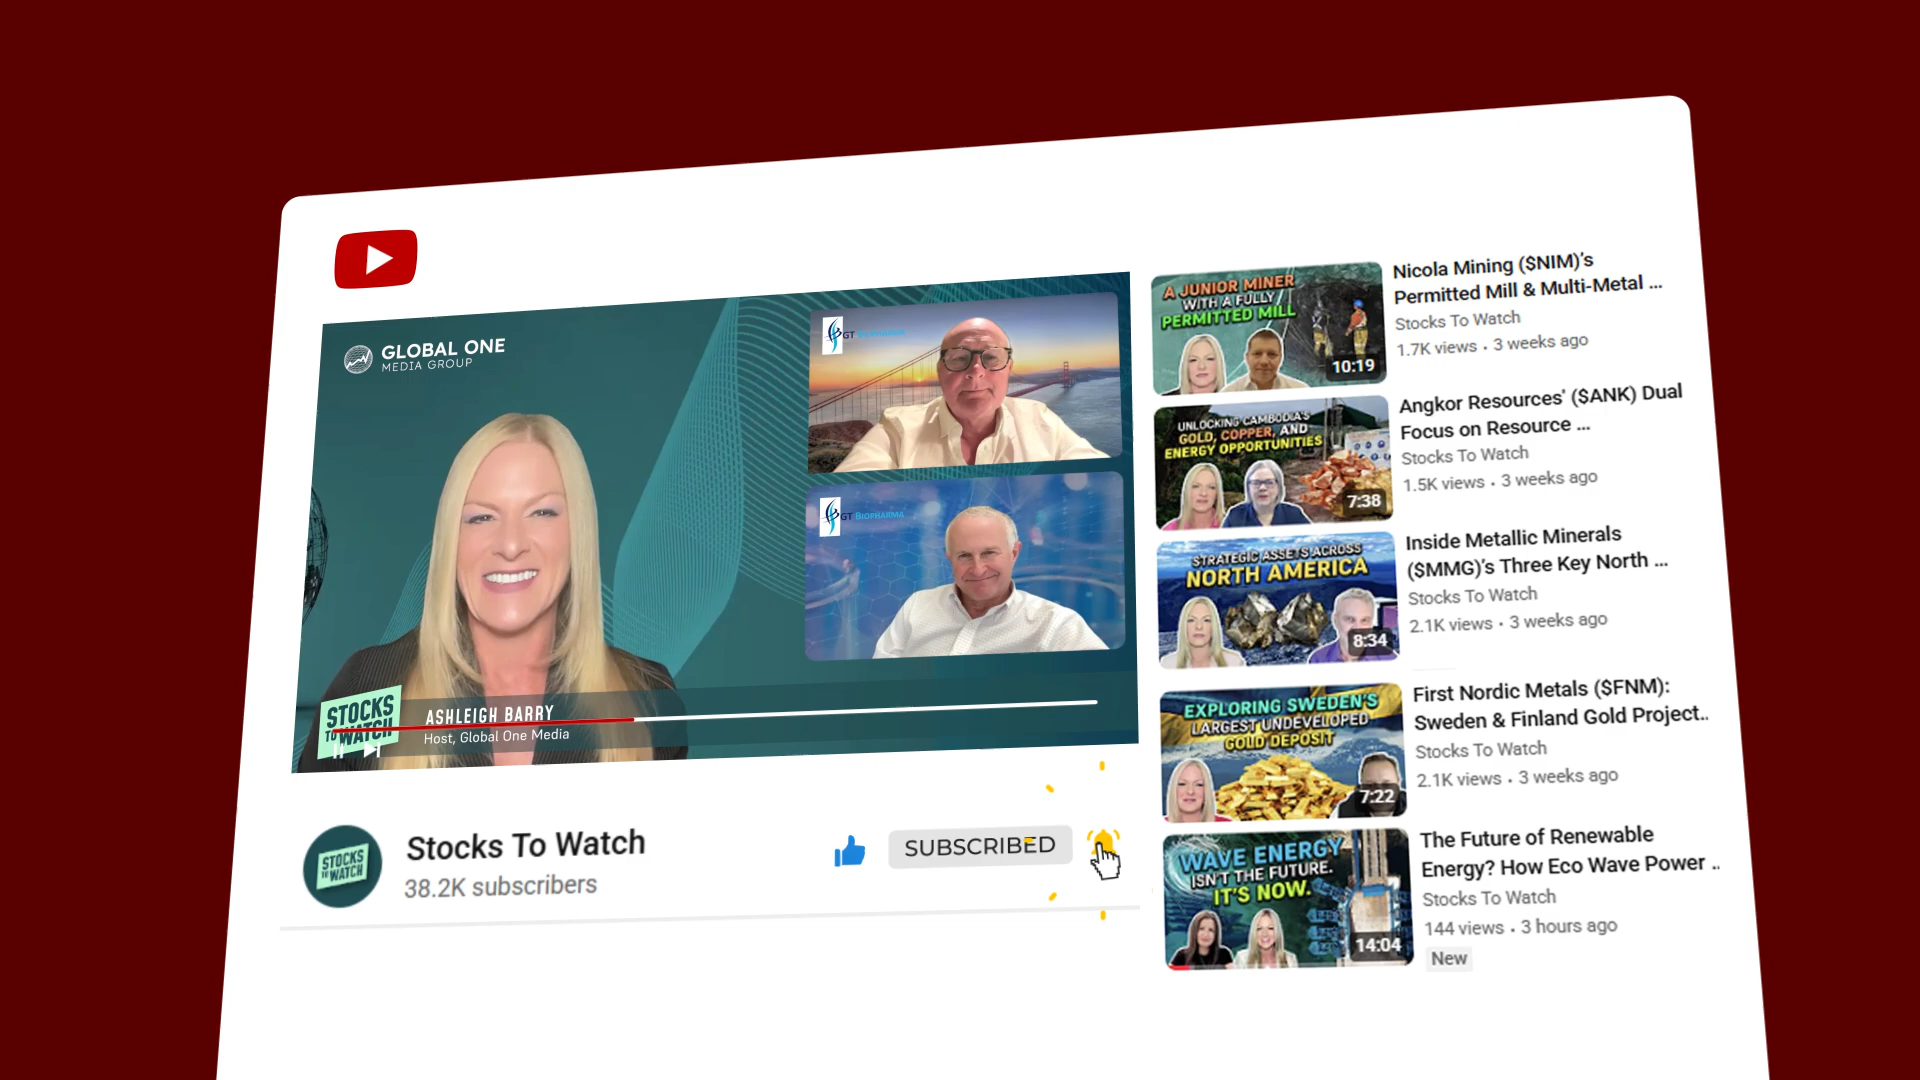 GLOBAL ONE
MEDIA GROUP
GT BIOPHARMA
GT BIOPHARMA
STOCKS
TO WATCH
ASHLEIGH BARRY
Host, Global One Media
STOCKS
TO WATCH
Stocks To Watch
38.2K subscribers
SUBSCRIBED
A JUNIOR MINER
WITH A FULLY
PERMITTED MILL
10:19
Nicola Mining ($NIM)'s
Permitted Mill & Multi-Metal ...
Stocks To Watch
1.7K views • 3 weeks ago
UNLOCKING CAMBODIA'S
GOLD, COPPER, AND
ENERGY OPPORTUNITIES
7:38
Angkor Resources' ($ANK) Dual
Focus on Resource ...
Stocks To Watch
1.5K views • 3 weeks ago
STRATEGIC ASSETS ACROSS
NORTH AMERICA
8:34
Inside Metallic Minerals
($MMG)'s Three Key North ...
Stocks To Watch
2.1K views • 3 weeks ago
EXPLORING SWEDEN'S
LARGEST UNDEVELOPED
GOLD DEPOSIT
7:22
First Nordic Metals ($FNM):
Sweden & Finland Gold Project..
Stocks To Watch
2.1K views • 3 weeks ago
WAVE ENERGY
ISN'T THE FUTURE.
IT'S NOW.
14:04
The Future of Renewable
Energy? How Eco Wave Power ..
Stocks To Watch
144 views • 3 hours ago
New